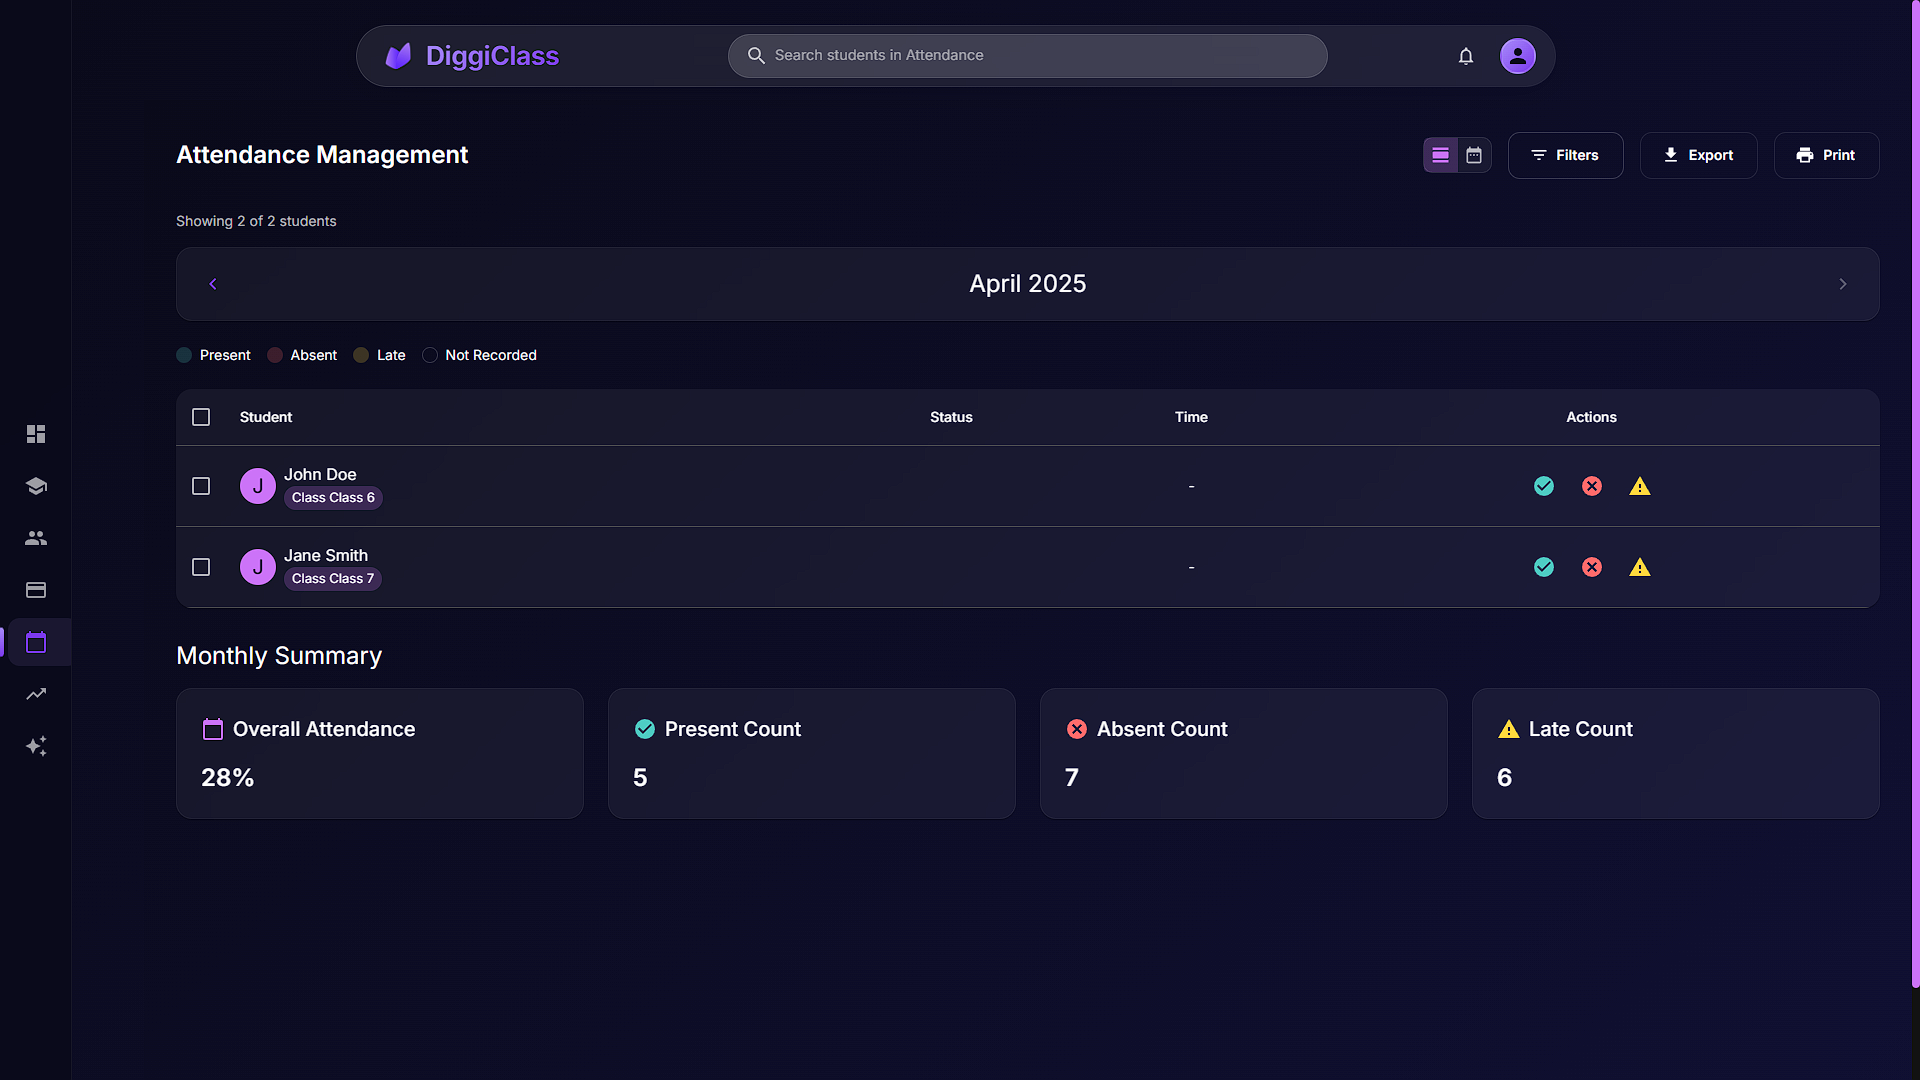 DiggiClass
Search students in Attendance
Attendance Management
Filters
Export
Print
Showing 2 of 2 students
April 2025
Present
Absent
Late
Not Recorded
Student
Status
Time
Actions
J
John Doe
Class Class 6
-
J
Jane Smith
Class Class 7
-
Monthly Summary
Overall Attendance
28%
Present Count
5
Absent Count
7
Late Count
6